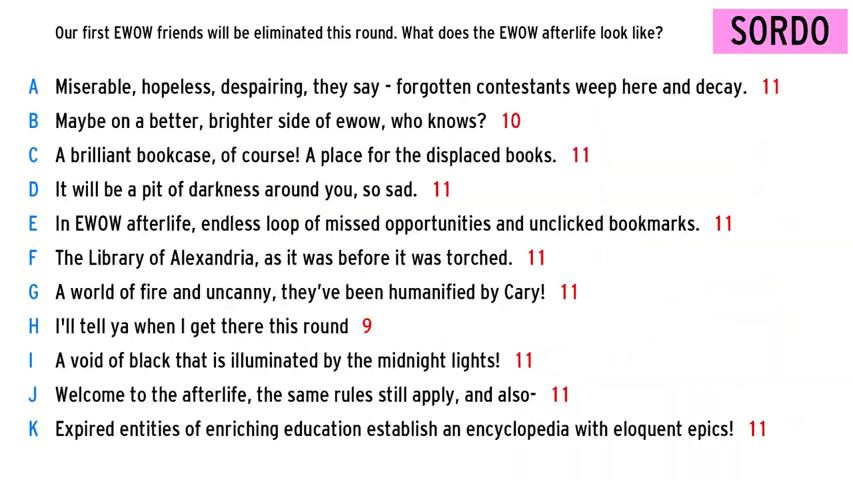 Our first EWOW friends will be eliminated this round. What does the EWOW afterlife look like?
SORDO
A Miserable, hopeless, despairing, they say - forgotten contestants weep here and decay. 11
B Maybe on a better, brighter side of ewow, who knows? 10
C A brilliant bookcase, of course! A place for the displaced books. 11
D It will be a pit of darkness around you, so sad. 11
E In EWOW afterlife, endless loop of missed opportunities and unclicked bookmarks. 11
F The Library of Alexandria, as it was before it was torched. 11
G A world of fire and uncanny, they've been humanified by Cary! 11
H I'll tell ya when I get there this round 9
I A void of black that is illuminated by the midnight lights! 11
J Welcome to the afterlife, the same rules still apply, and also- 11
K Expired entities of enriching education establish an encyclopedia with eloquent epics! 11